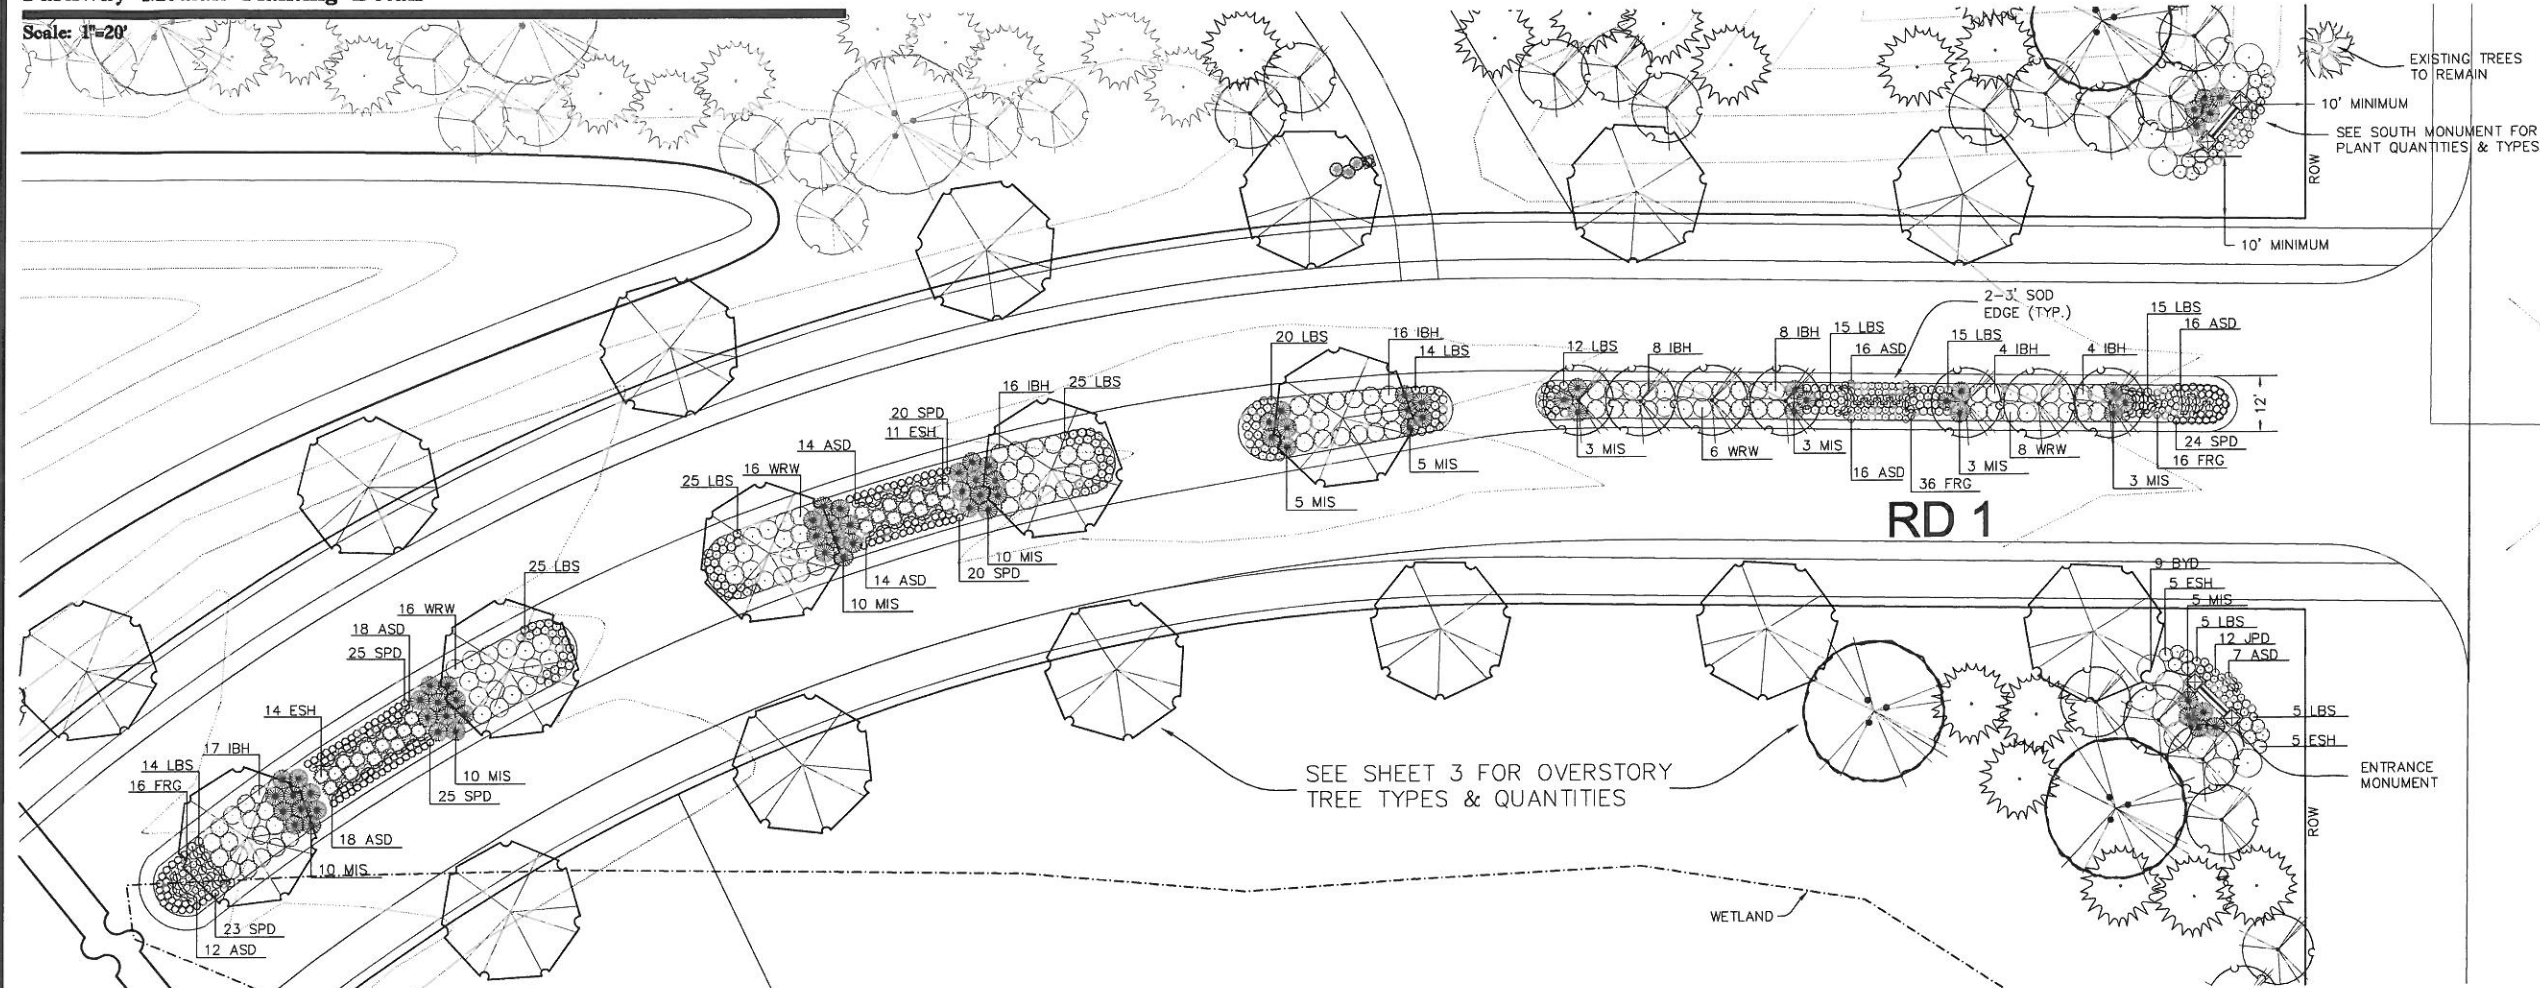 Scale: 1"=20'
EXISTING TREES
TO REMAIN
10' MINIMUM
SEE SOUTH MONUMENT FOR
PLANT QUANTITIES & TYPES
ROW
10' MINIMUM
2-3' SOD
EDGE (TYP.)
20 LBS
16 IBH
14 LBS
12 LBS
8 IBH
8 IBH
15 LBS
16 ASD
15 LBS
4 IBH
4 IBH
15 LBS
16 ASD
12'
5 MIS
5 MIS
3 MIS
6 WRW
3 MIS
16 ASD
36 FRG
3 MIS
8 WRW
3 MIS
16 FRG
24 SPD
RD 1
16 IBH
25 LBS
20 SPD
11 ESH
14 ASD
16 WRW
25 LBS
10 MIS
20 SPD
14 ASD
10 MIS
25 LBS
16 WRW
18 ASD
25 SPD
14 ESH
17 IBH
14 LBS
16 FRG
10 MIS
25 SPD
18 ASD
10 MIS
23 SPD
12 ASD
9 BYD
5 ESH
5 MIS
5 LBS
12 JPD
7 ASD
5 LBS
5 ESH
ENTRANCE
MONUMENT
ROW
SEE SHEET 3 FOR OVERSTORY
TREE TYPES & QUANTITIES
WETLAND